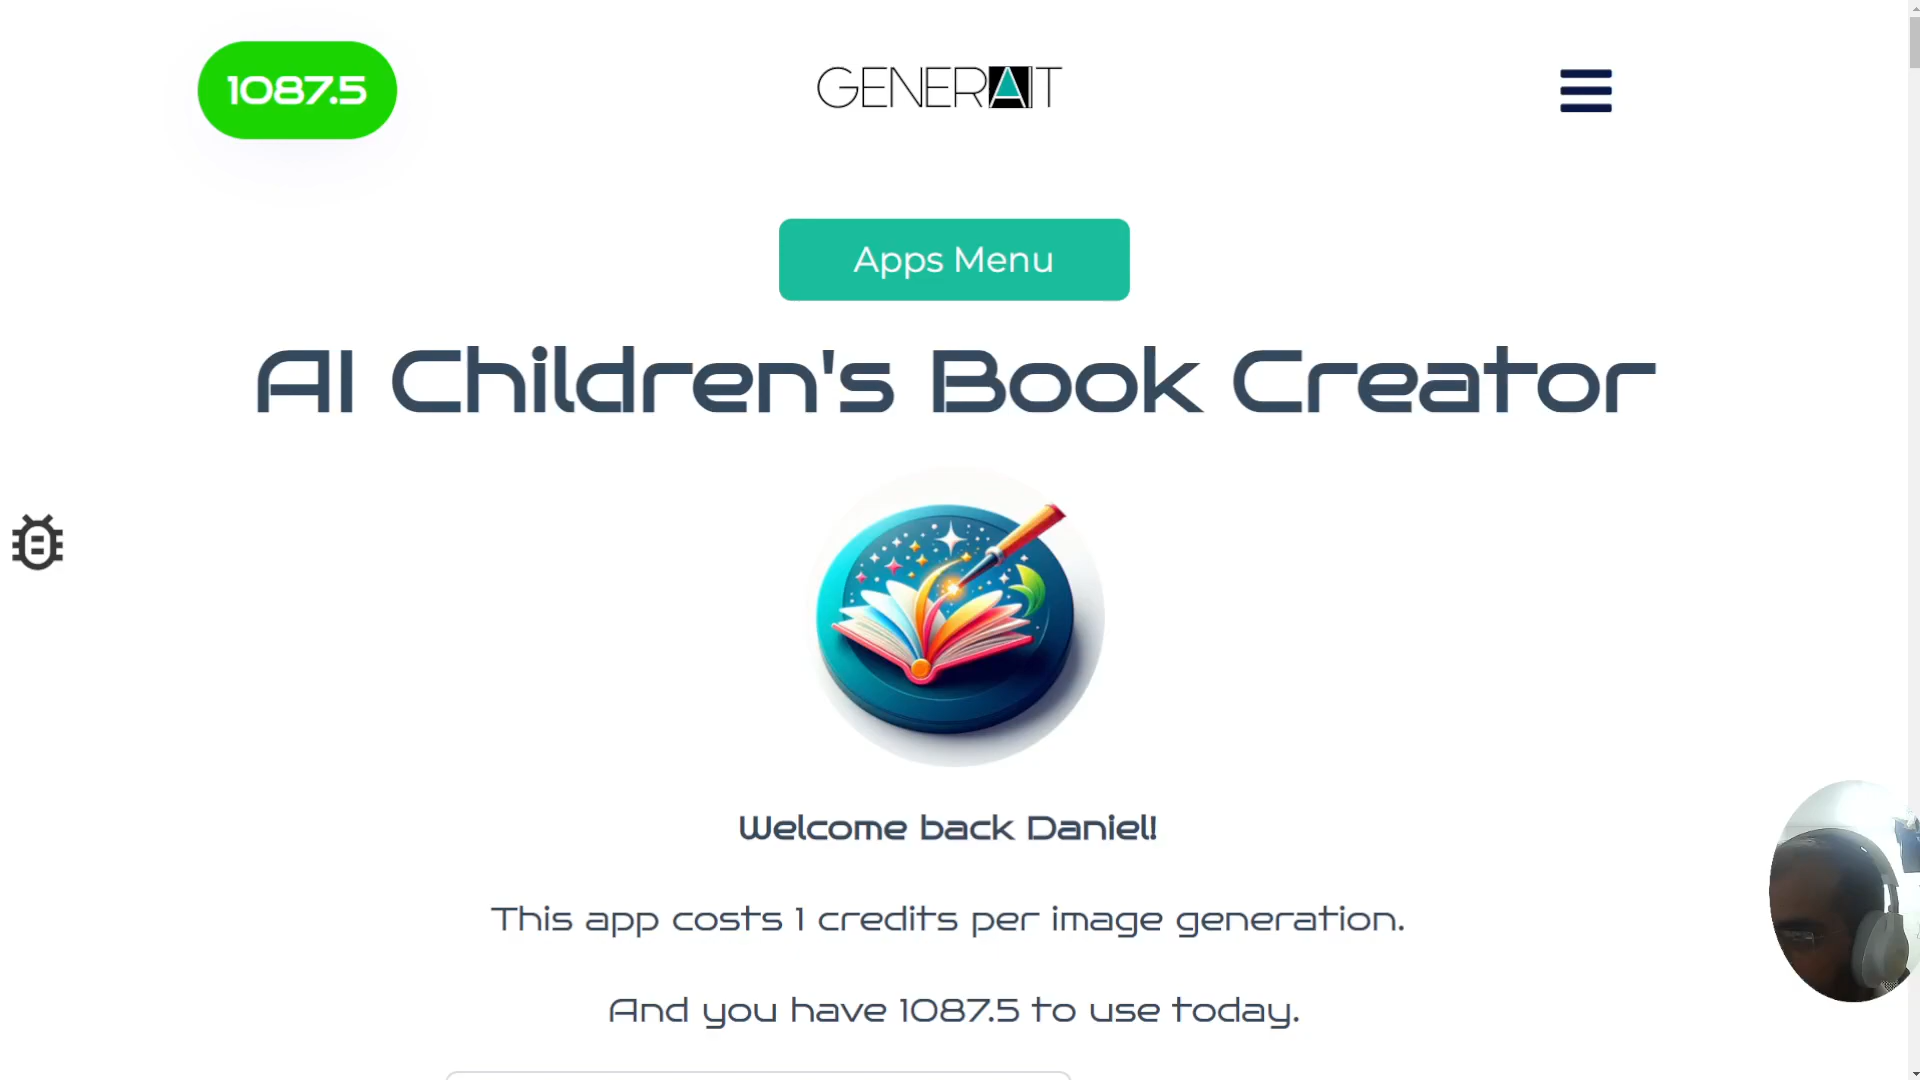 1087.5
GENERAIT
Apps Menu
AI Children's Book Creator
Welcome back Daniel!
This app costs 1 credits per image generation.
And you have 1087.5 to use today.